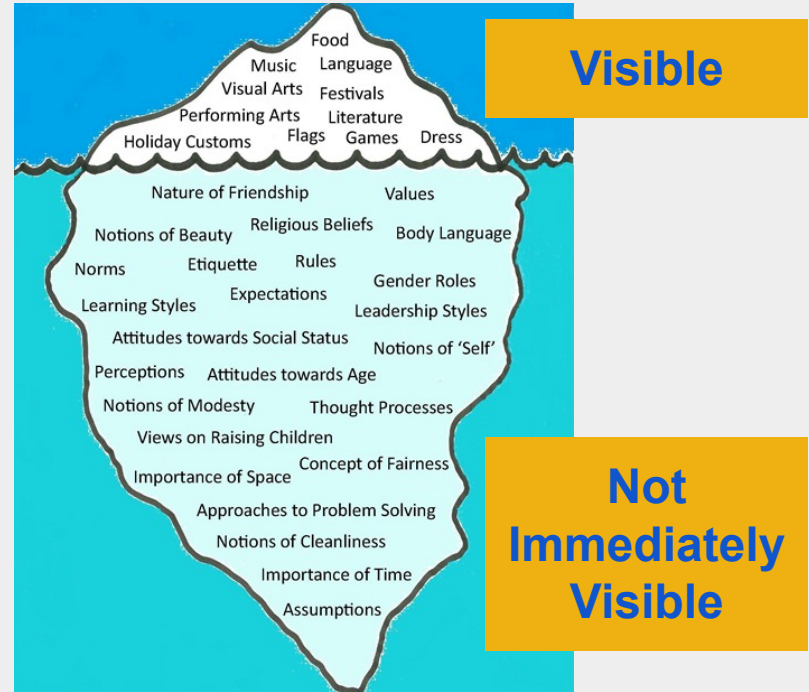 Visible
Food
Music Language
Visual Arts Festivals
Performing Arts Literature
Holiday Customs Flags Games Dress
Nature of Friendship Values
Notions of Beauty Religious Beliefs Body Language
Norms Etiquette Rules
Gender Roles
Learning Styles Expectations Leadership Styles
Attitudes towards Social Status Notions of ‘Self’
Perceptions Attitudes towards Age
Notions of Modesty Thought Processes
Views on Raising Children
Importance of Space Concept of Fairness
Approaches to Problem Solving
Notions of Cleanliness
Importance of Time
Assumptions
Not
Immediately
Visible